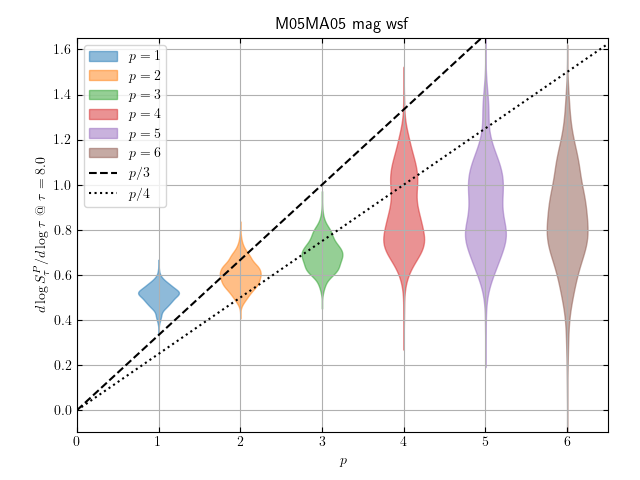 M05MA05 mag wsf
1.6
1.4
1.2
1.0
0.8
0.6
0.4
0.2
0.0
d log S_τ^P / d log τ @ τ = 8.0
p = 1
p = 2
p = 3
p = 4
p = 5
p = 6
p/3
p/4
0 1 2 3 4 5 6
p